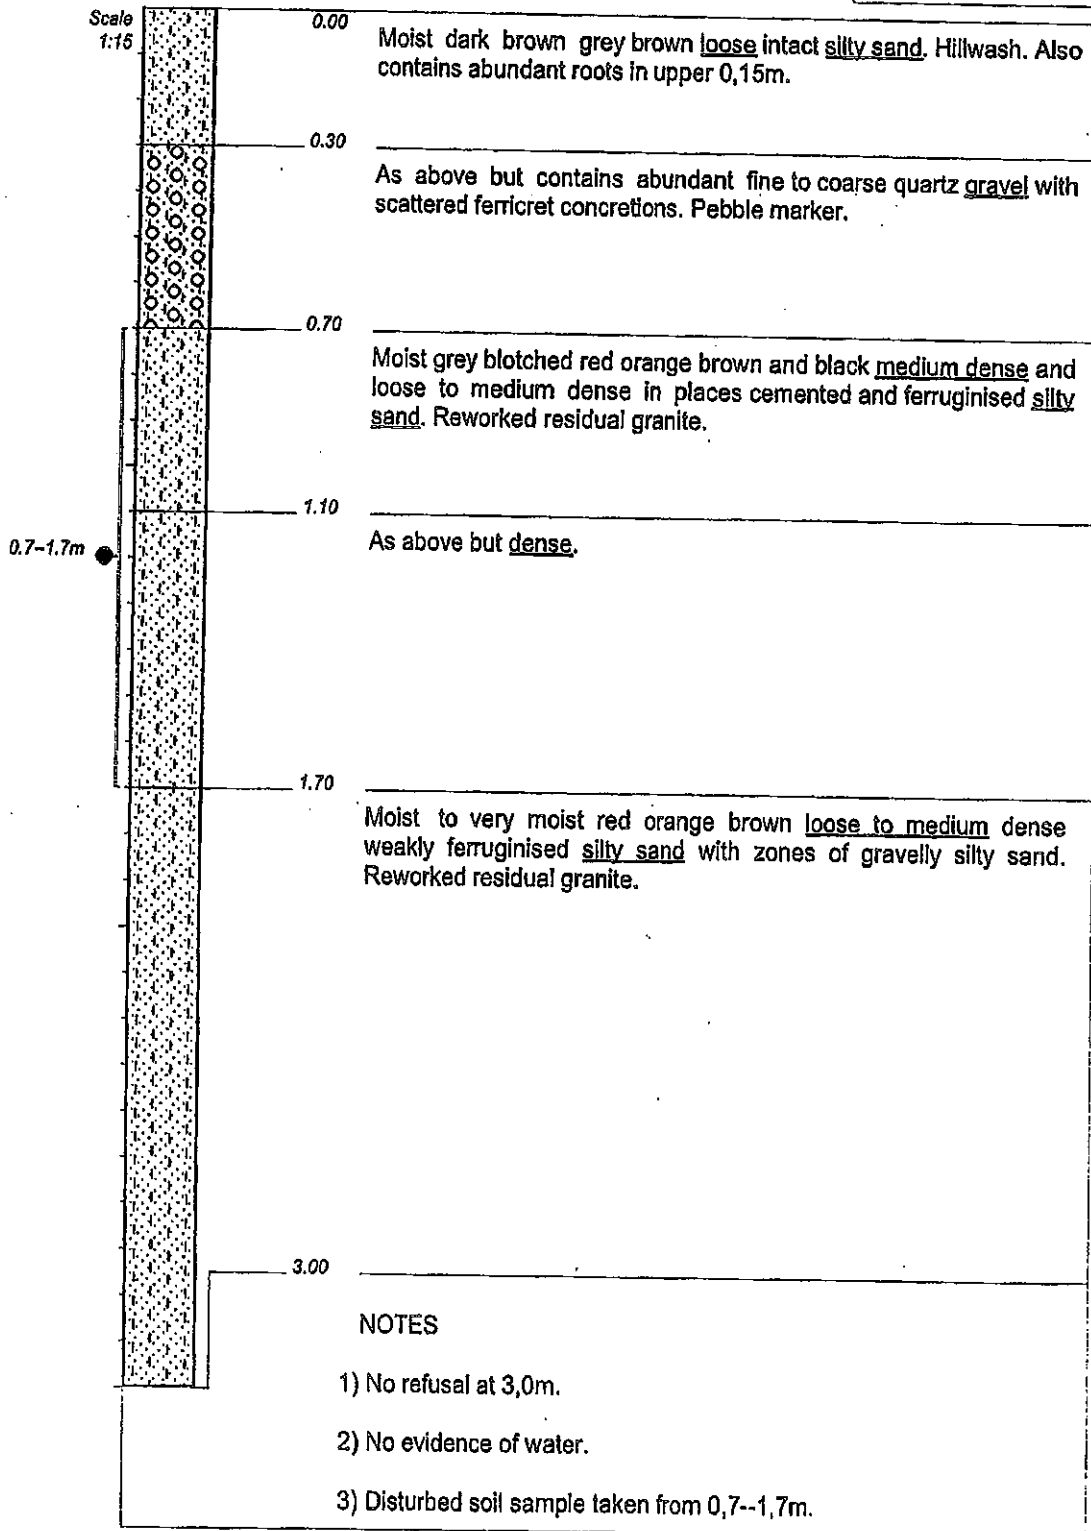 Scale
1:15
0.00
Moist dark brown grey brown loose intact silty sand. Hillwash. Also
contains abundant roots in upper 0,15m.
0.30
As above but contains abundant fine to coarse quartz gravel with
scattered ferricret concretions. Pebble marker.
0.70
Moist grey blotched red orange brown and black medium dense and
loose to medium dense in places cemented and ferruginised silty
sand. Reworked residual granite.
1.10
0.7-1.7m
As above but dense.
1.70
Moist to very moist red orange brown loose to medium dense
weakly ferruginised silty sand with zones of gravelly silty sand.
Reworked residual granite.
3.00
NOTES
1) No refusal at 3,0m.
2) No evidence of water.
3) Disturbed soil sample taken from 0,7--1,7m.